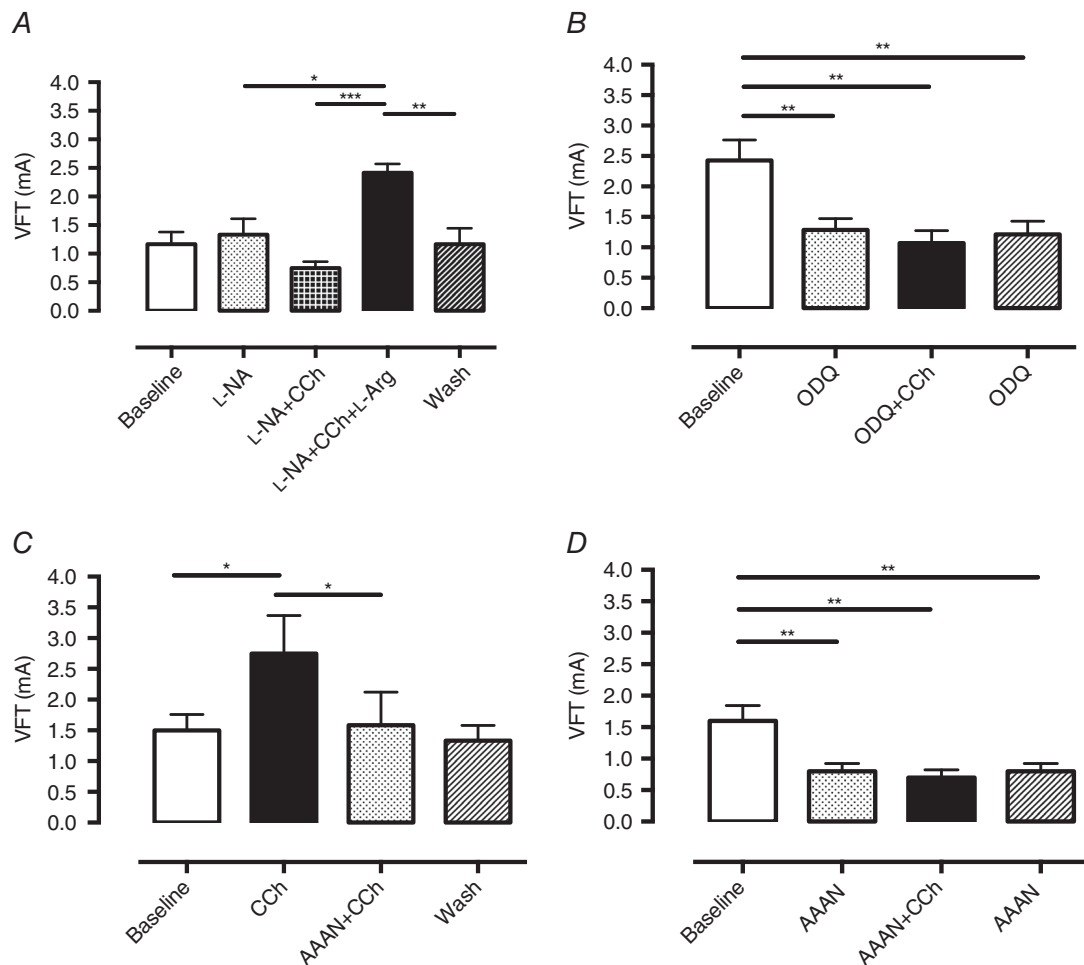 A
VFT (mA)
4.0
3.5
3.0
2.5
2.0
1.5
1.0
0.5
0.0
*
***
**
Baseline
L-NA
L-NA+CCh
L-NA+CCh+L-Arg
Wash
B
VFT (mA)
4.0
3.5
3.0
2.5
2.0
1.5
1.0
0.5
0.0
**
**
**
Baseline
ODQ
ODQ+CCh
ODQ
C
VFT (mA)
4.0
3.5
3.0
2.5
2.0
1.5
1.0
0.5
0.0
*
*
Baseline
CCh
AAAN+CCh
Wash
D
VFT (mA)
4.0
3.5
3.0
2.5
2.0
1.5
1.0
0.5
0.0
**
**
**
Baseline
AAAN
AAAN+CCh
AAAN